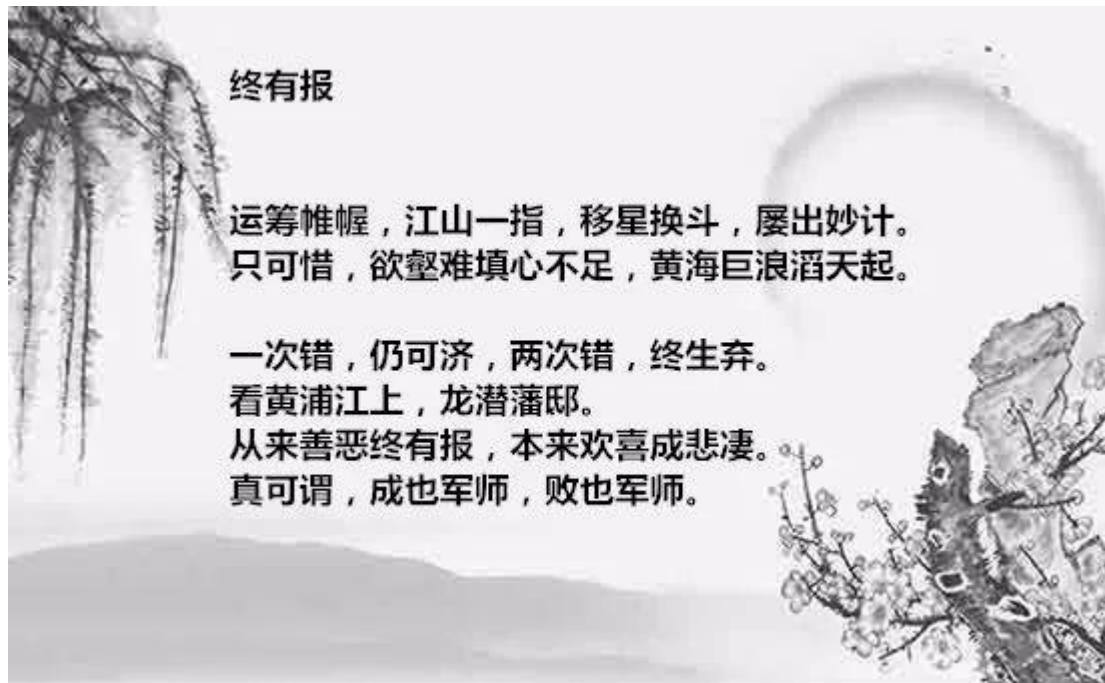 终有报
运筹帷幄，江山一指，移星换斗，屡出妙计。
只可惜，欲壑难填心不足，黄海巨浪滔天起。
一次错，仍可济，两次错，终生弃。
看黄浦江上，龙潜藩邸。
从来善恶终有报，本来欢喜成悲凄。
真可谓，成也军师，败也军师。